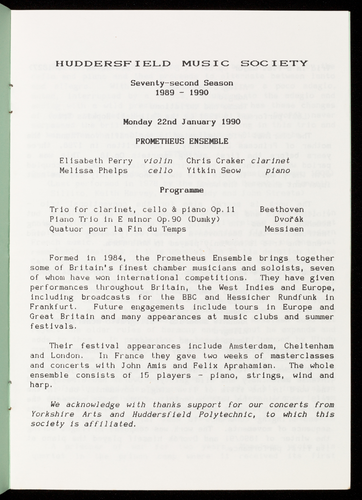 HUDDERSFIELD MUSIC SOCIETY
Seventy-second Season
1989 - 1990
Monday 22nd January 1990
PROMETHEUS ENSEMBLE
Elisabeth Perry violin Chris Craker clarinet
Melissa Phelps cello Yitkin Seow piano
Programme
Trio for clarinet, cello & piano Op.11 Beethoven
Piano Trio in E minor Op.90 (Dumky) Dvořák
Quatuor pour la Fin du Temps Messiaen
Formed in 1984, the Prometheus Ensemble brings together
some of Britain's finest chamber musicians and soloists, seven
of whom have won international competitions. They have given
performances throughout Britain, the West Indies and Europe,
including broadcasts for the BBC and Hessicher Rundfunk in
Frankfurt. Future engagements include tours in Europe and
Great Britain and many appearances at music clubs and summer
festivals.
Their festival appearances include Amsterdam, Cheltenham
and London. In France they gave two weeks of masterclasses
and concerts with John Amis and Felix Aprahamian. The whole
ensemble consists of 15 players - piano, strings, wind and
harp.
We acknowledge with thanks support for our concerts from
Yorkshire Arts and Huddersfield Polytechnic, to which this
society is affiliated.